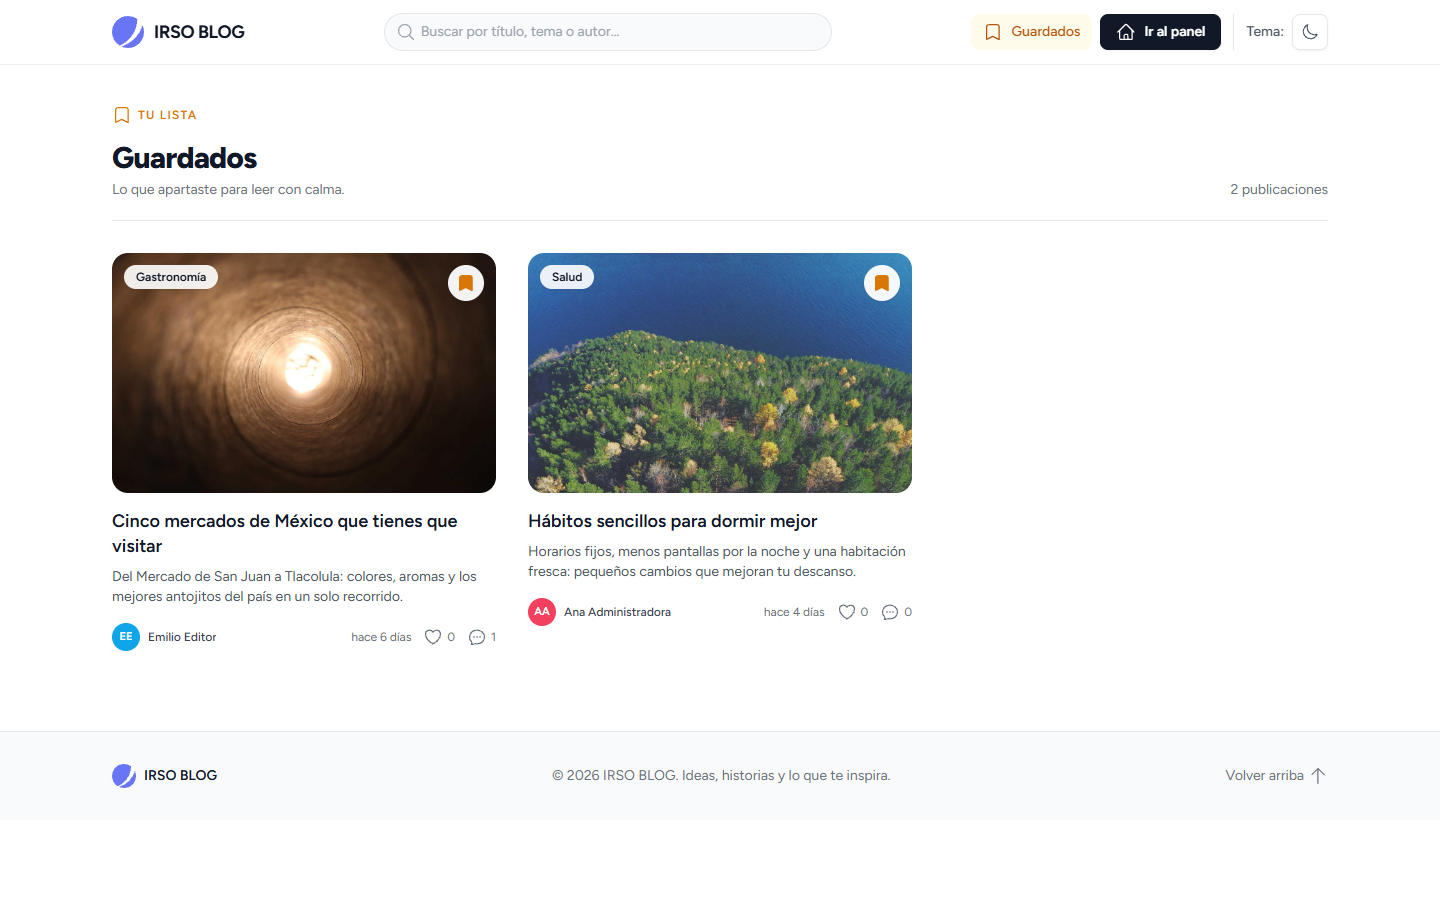 IRSO BLOG
Buscar por título, tema o autor...
Guardados
Ir al panel
Tema:
TU LISTA
Guardados
Lo que apartaste para leer con calma.
2 publicaciones
Gastronomía
Salud
Cinco mercados de México que tienes que
visitar
Del Mercado de San Juan a Tlacolula: colores, aromas y los
mejores antojitos del país en un solo recorrido.
EE
Emilio Editor
hace 6 días
0
1
Hábitos sencillos para dormir mejor
Horarios fijos, menos pantallas por la noche y una habitación
fresca: pequeños cambios que mejoran tu descanso.
AA
Ana Administradora
hace 4 días
0
0
IRSO BLOG
© 2026 IRSO BLOG. Ideas, historias y lo que te inspira.
Volver arriba